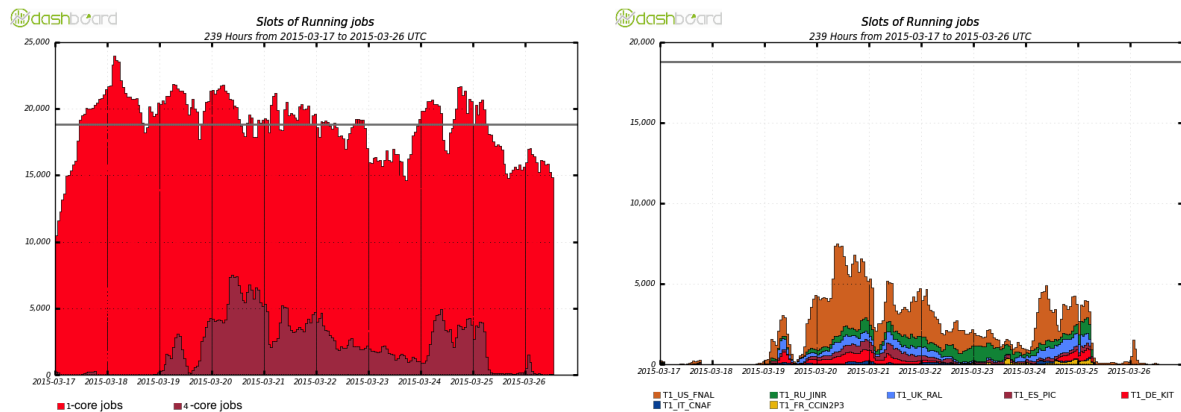 dashboard
Slots of Running jobs
239 Hours from 2015-03-17 to 2015-03-26 UTC
25,000
20,000
15,000
10,000
5,000
0
2015-03-17 2015-03-18 2015-03-19 2015-03-20 2015-03-21 2015-03-22 2015-03-23 2015-03-24 2015-03-25 2015-03-26
1-core jobs 4-core jobs
dashboard
Slots of Running jobs
239 Hours from 2015-03-17 to 2015-03-26 UTC
20,000
15,000
10,000
5,000
0
2015-03-17 2015-03-18 2015-03-19 2015-03-20 2015-03-21 2015-03-22 2015-03-23 2015-03-24 2015-03-25 2015-03-26
T1_US_FNAL T1_RU_JINR T1_UK_RAL T1_ES_PIC T1_DE_KIT
T1_IT_CNAF T1_FR_CCIN2P3